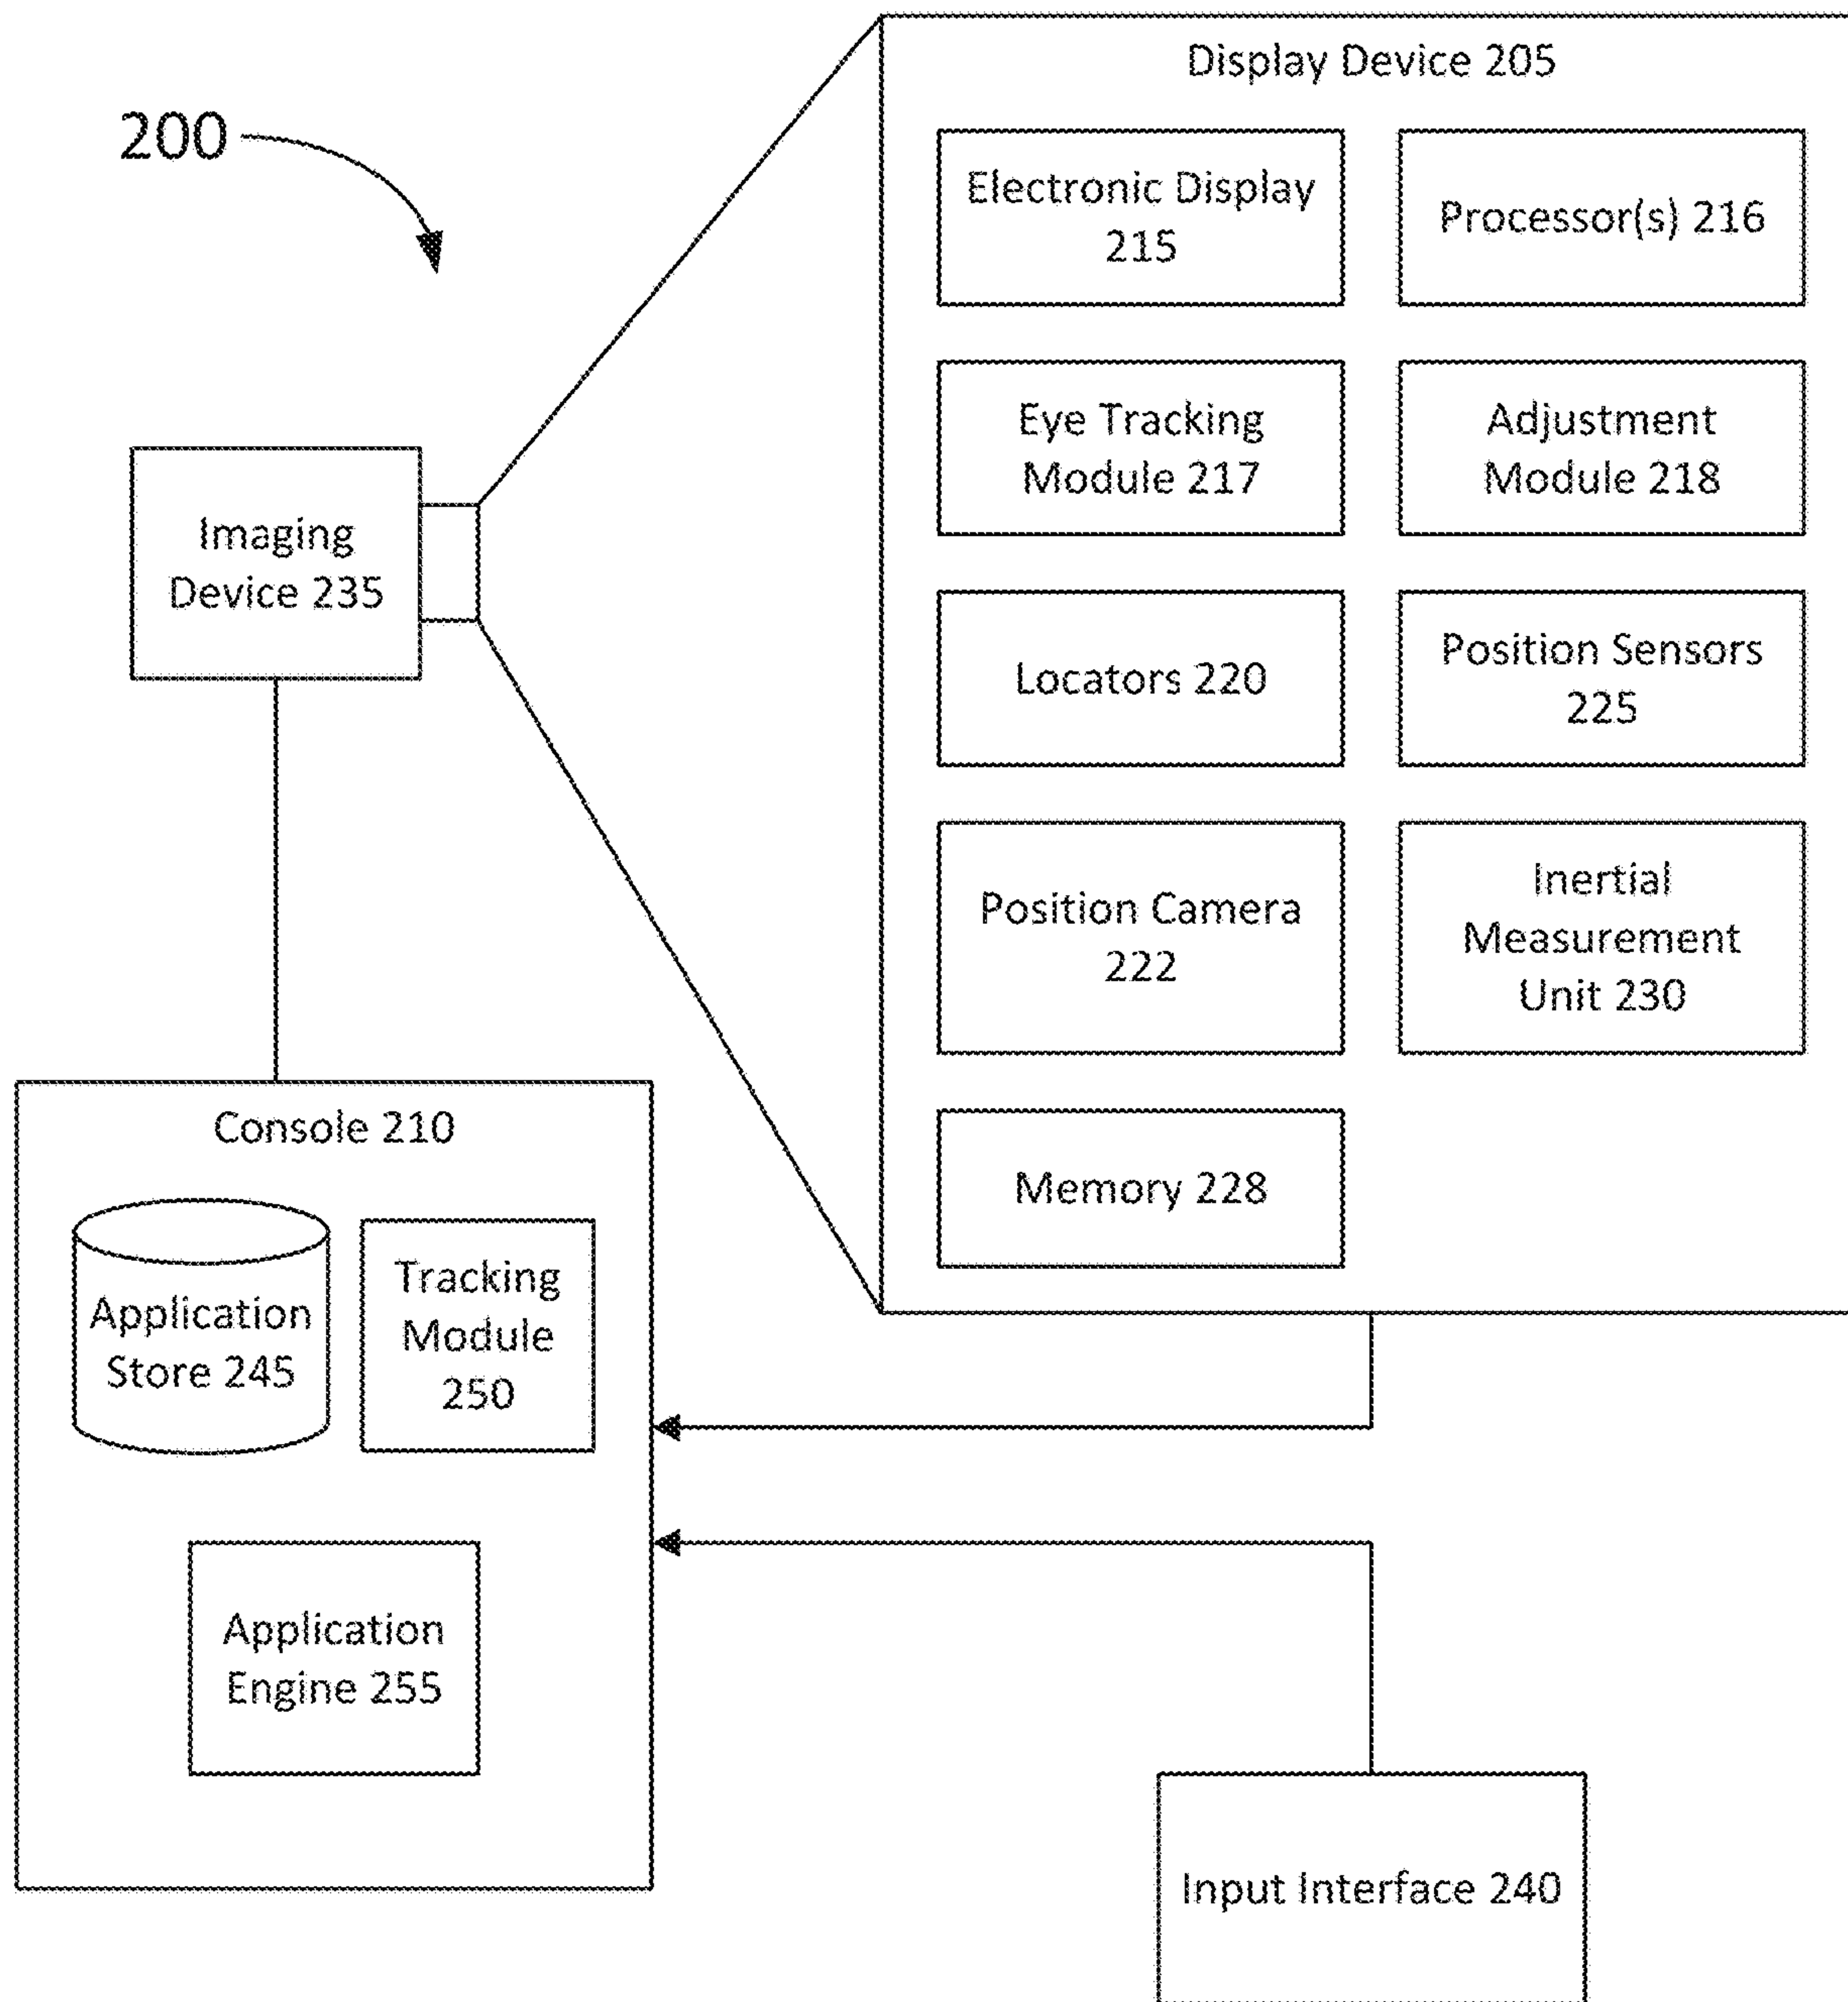 200
Display Device 205
Electronic Display
215
Processor(s) 216
Eye Tracking
Module 217
Adjustment
Module 218
Imaging
Device 235
Locators 220
Position Sensors
225
Position Camera
222
Inertial
Measurement
Unit 230
Memory 228
Console 210
Application
Store 245
Tracking
Module
250
Application
Engine 255
Input Interface 240